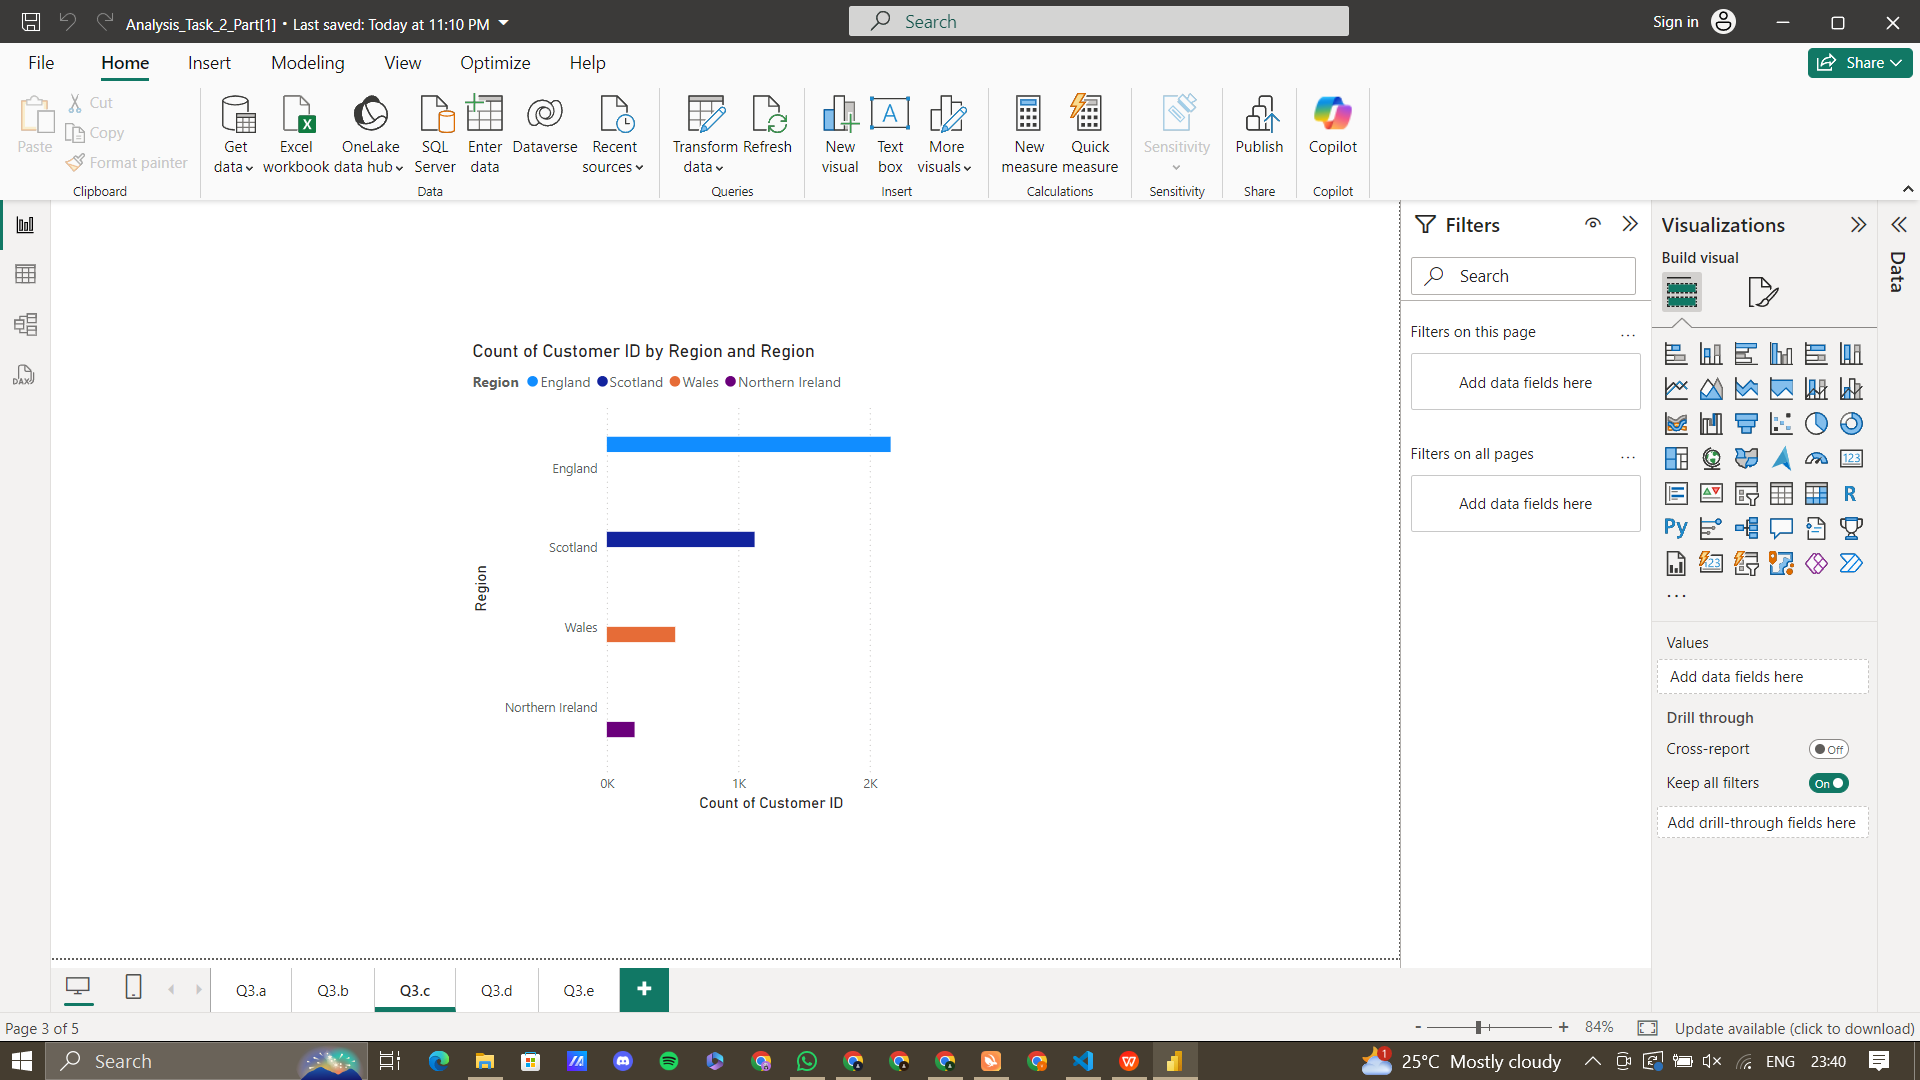 Analysis_Task_2_Part[1] • Last saved: Today at 11:10 PM
Search
Sign in
File
Home
Insert
Modeling
View
Optimize
Help
Share
Paste
Cut
Copy
Format painter
Clipboard
Get data
Excel workbook
OneLake data hub
SQL Server
Enter data
Dataverse
Recent sources
Data
Transform data
Refresh
Queries
New visual
Text box
More visuals
Insert
New measure
Quick measure
Calculations
Sensitivity
Sensitivity
Publish
Share
Copilot
Copilot
Count of Customer ID by Region and Region
Region England Scotland Wales Northern Ireland
Region
England
Scotland
Wales
Northern Ireland
0K 1K 2K
Count of Customer ID
Filters
Search
Filters on this page
...
Add data fields here
Filters on all pages
...
Add data fields here
Visualizations
Build visual
123
R
Py
123
...
Values
Add data fields here
Drill through
Cross-report
Off
Keep all filters
On
Add drill-through fields here
Data
DAX
A
Q3.a
Q3.b
Q3.c
Q3.d
Q3.e
+
Page 3 of 5
- + 84%
Update available (click to download)
Search
1
25°C Mostly cloudy
ENG
23:40